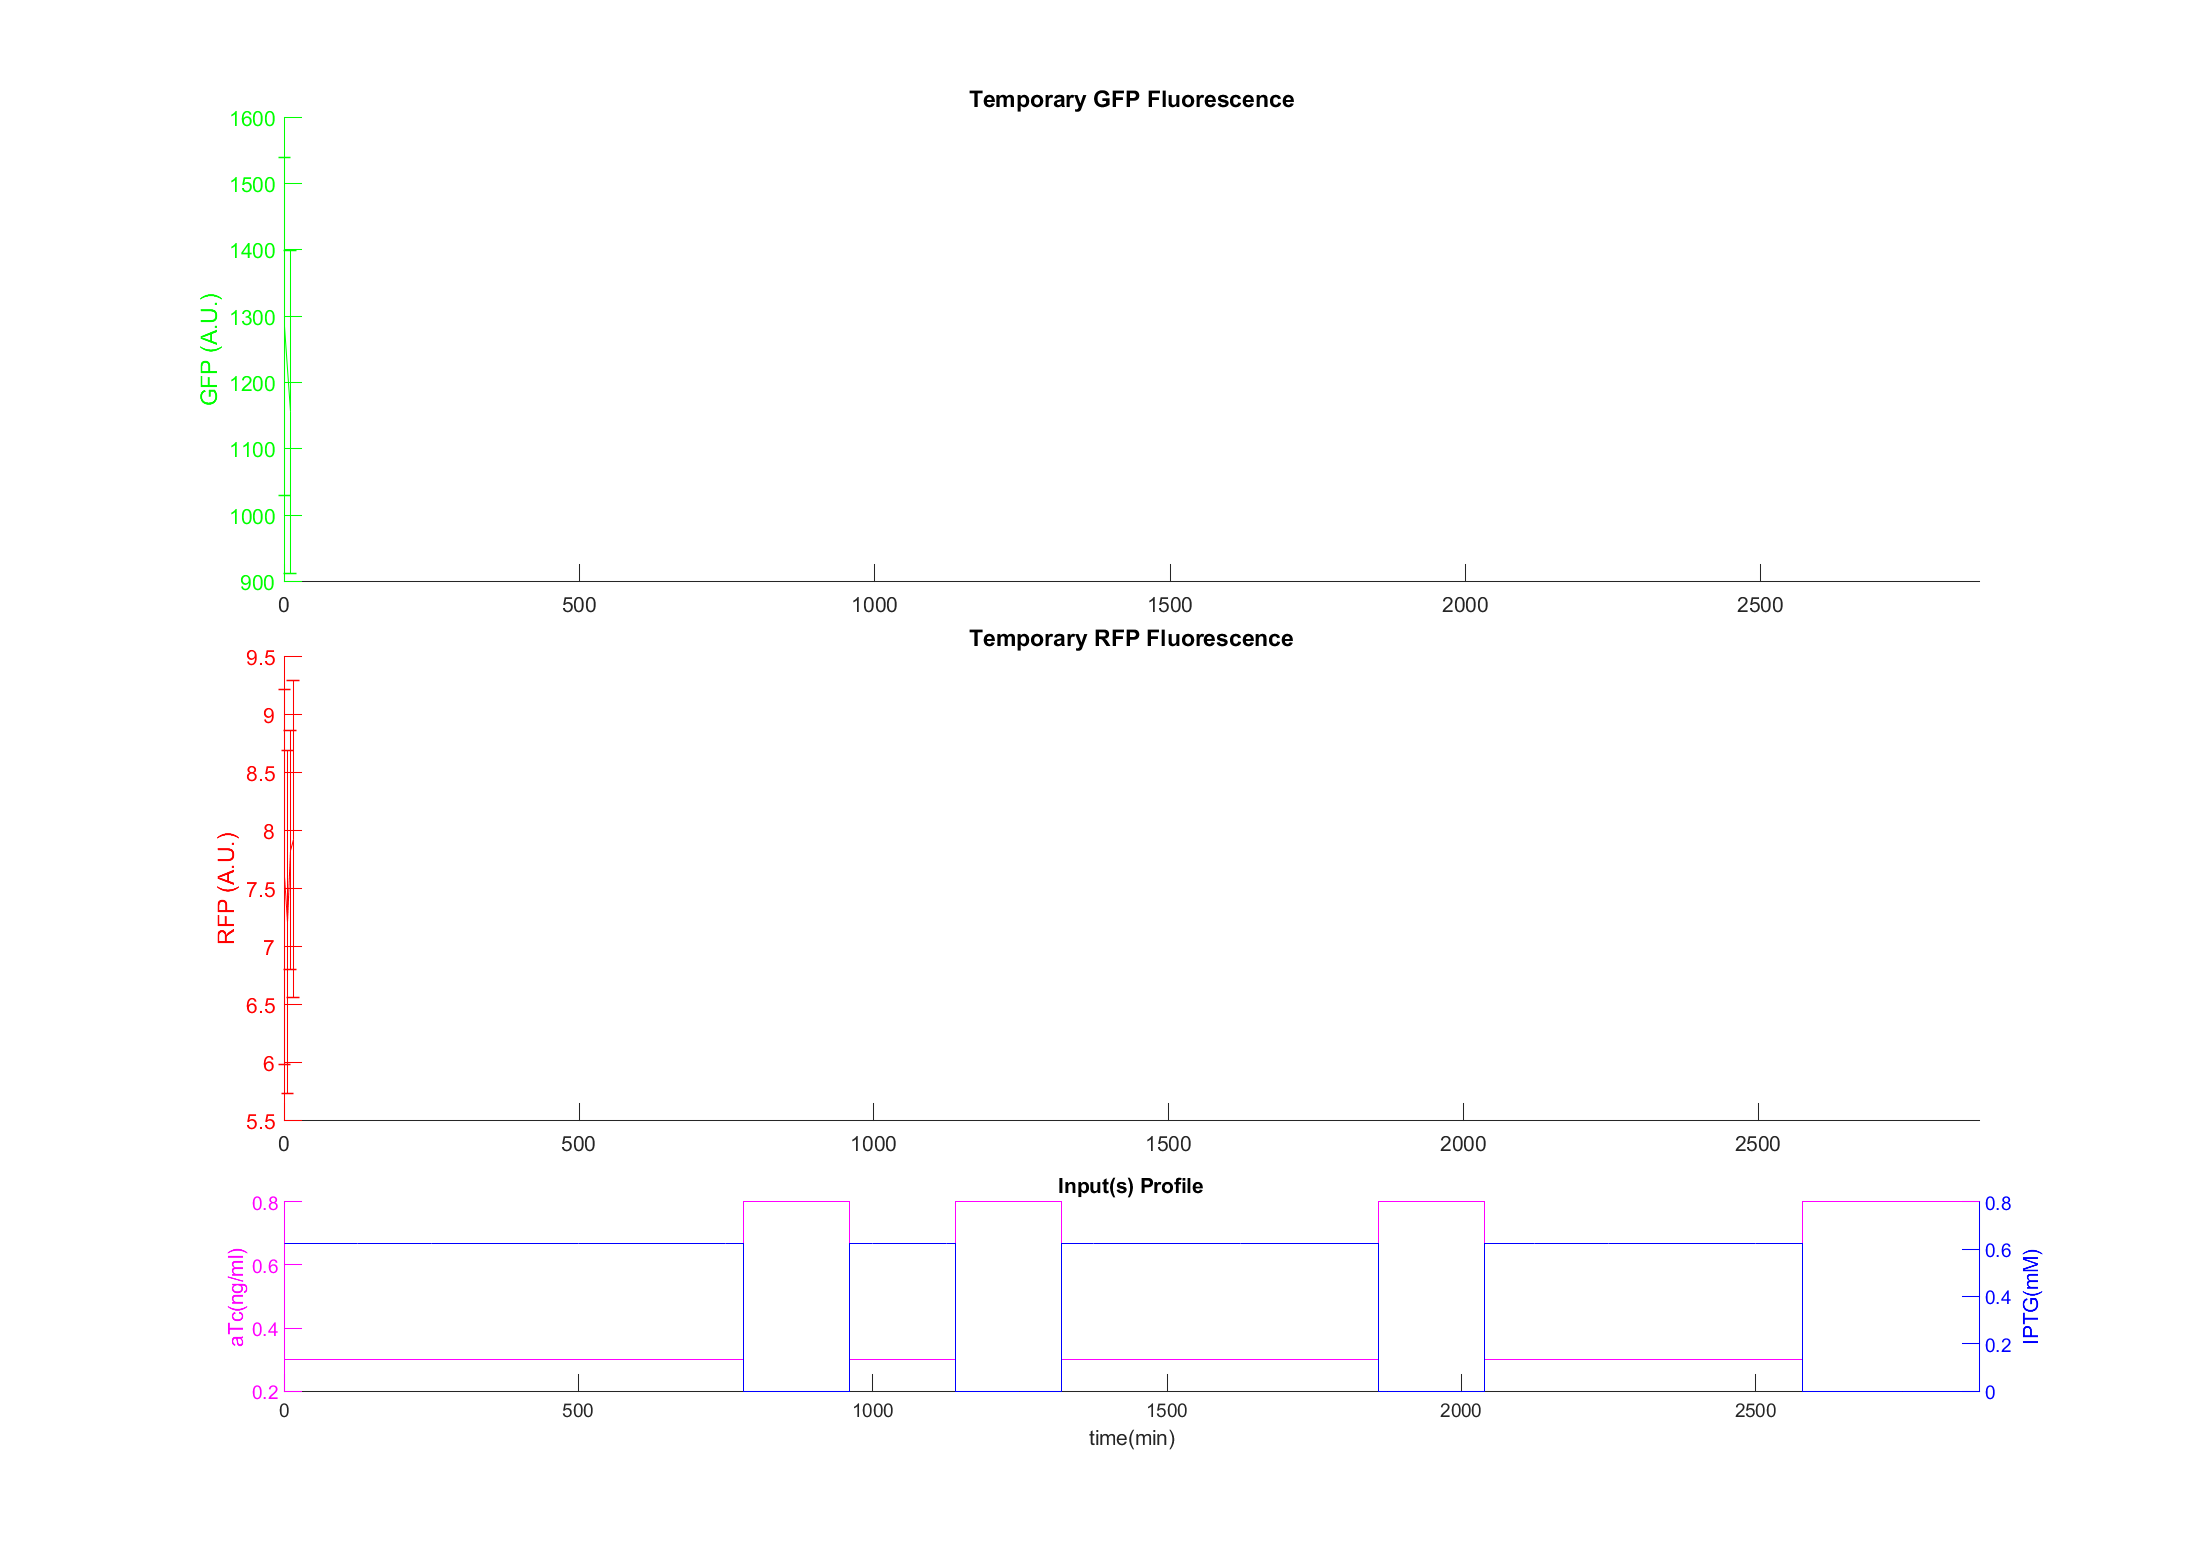 Temporary GFP Fluorescence
1600
1500
1400
1300
1200
1100
1000
900
GFP (A.U.)
0 500 1000 1500 2000 2500
Temporary RFP Fluorescence
9.5
9
8.5
8
7.5
7
6.5
6
5.5
RFP (A.U.)
0 500 1000 1500 2000 2500
Input(s) Profile
0.8
0.6
0.4
0.2
aTc(ng/ml)
0.8
0.6
0.4
0.2
0
IPTG(mM)
0 500 1000 1500 2000 2500
time(min)